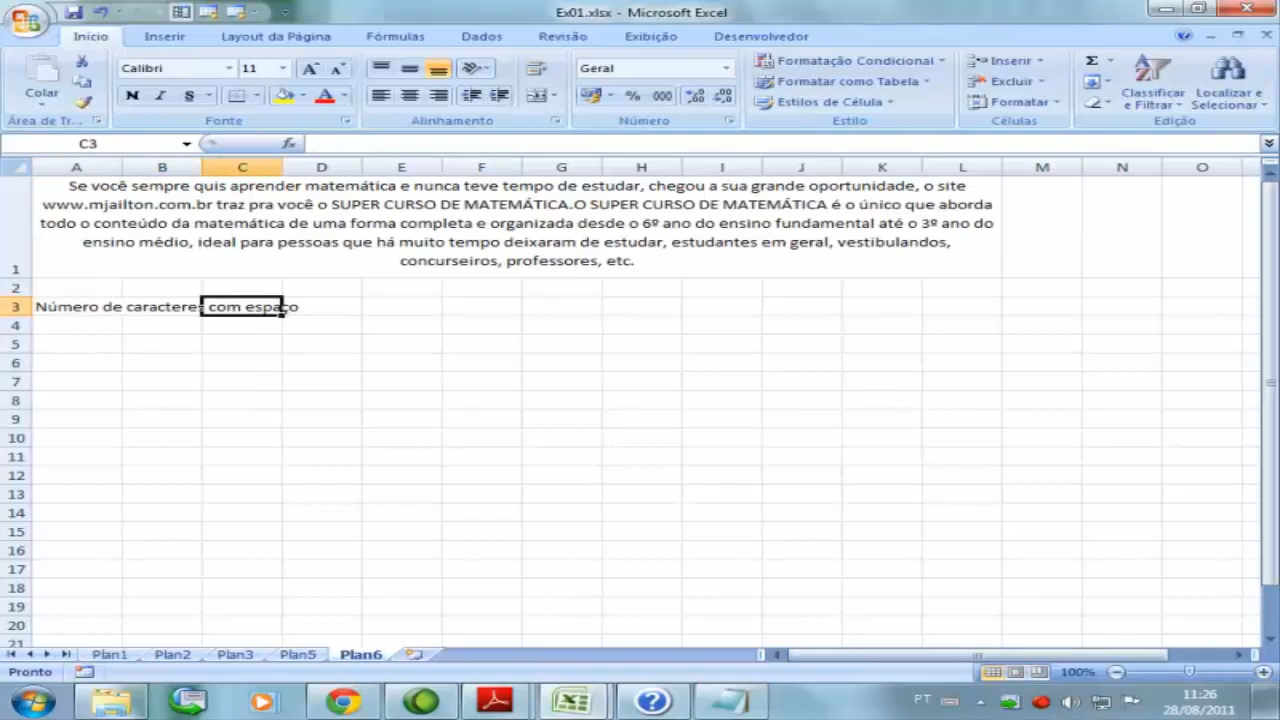 Ex01.xlsx - Microsoft Excel
Início Inserir Layout da Página Fórmulas Dados Revisão Exibição Desenvolvedor
Colar
Calibri 11
N I S
Geral
% 000
Formatação Condicional
Formatar como Tabela
Estilos de Célula
Inserir
Excluir
Formatar
Σ
Classificar e Filtrar
Localizar e Selecionar
Área de Tr... Fonte Alinhamento Número Estilo Células Edição
C3 fx
A B C D E F G H I J K L M N O
Se você sempre quis aprender matemática e nunca teve tempo de estudar, chegou a sua grande oportunidade, o site
www.mjailton.com.br traz pra você o SUPER CURSO DE MATEMÁTICA.O SUPER CURSO DE MATEMÁTICA é o único que aborda
todo o conteúdo da matemática de uma forma completa e organizada desde o 6º ano do ensino fundamental até o 3º ano do
ensino médio, ideal para pessoas que há muito tempo deixaram de estudar, estudantes em geral, vestibulandos,
1 concurseiros, professores, etc.
2
3 Número de caracteres com espaço
4
5
6
7
8
9
10
11
12
13
14
15
16
17
18
19
20
21
Plan1 Plan2 Plan3 Plan5 Plan6
Pronto 100%
PT 11:26
28/08/2011